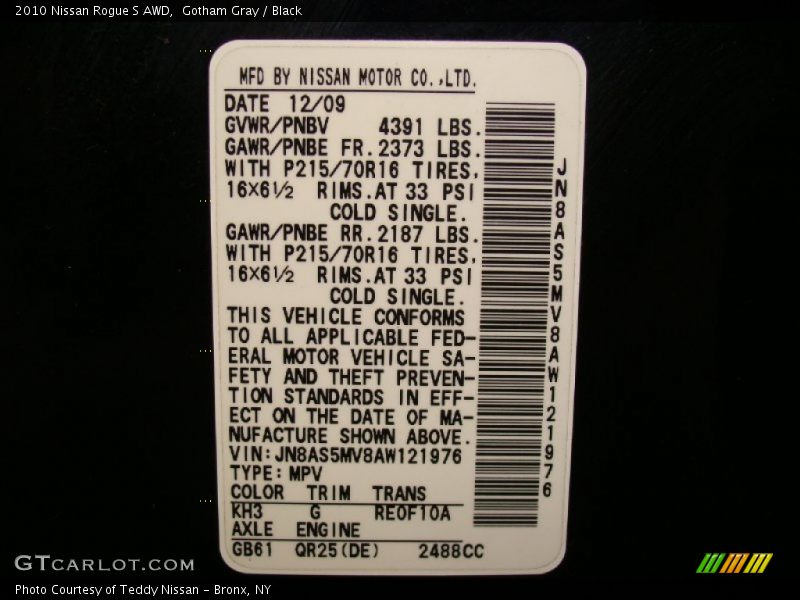 2010 Nissan Rogue S AWD,  Gotham Gray / Black
MFD BY NISSAN MOTOR CO.,LTD.
DATE 12/09
GVWR/PNBV 4391 LBS.
GAWR/PNBE FR.2373 LBS.
WITH P215/70R16 TIRES,
16X6½ RIMS.AT 33 PSI
COLD SINGLE.
GAWR/PNBE RR.2187 LBS.
WITH P215/70R16 TIRES,
16X6½ RIMS.AT 33 PSI
COLD SINGLE.
THIS VEHICLE CONFORMS
TO ALL APPLICABLE FED-
ERAL MOTOR VEHICLE SA-
FETY AND THEFT PREVEN-
TION STANDARDS IN EFF-
ECT ON THE DATE OF MA-
NUFACTURE SHOWN ABOVE.
VIN:JN8AS5MV8AW121976
TYPE:MPV
COLOR TRIM TRANS
KH3 G RE0F10A
AXLE ENGINE
GB61 QR25(DE) 2488CC
JN8AS5MV8AW121976
GTCARLOT.COM
Photo Courtesy of Teddy Nissan - Bronx, NY